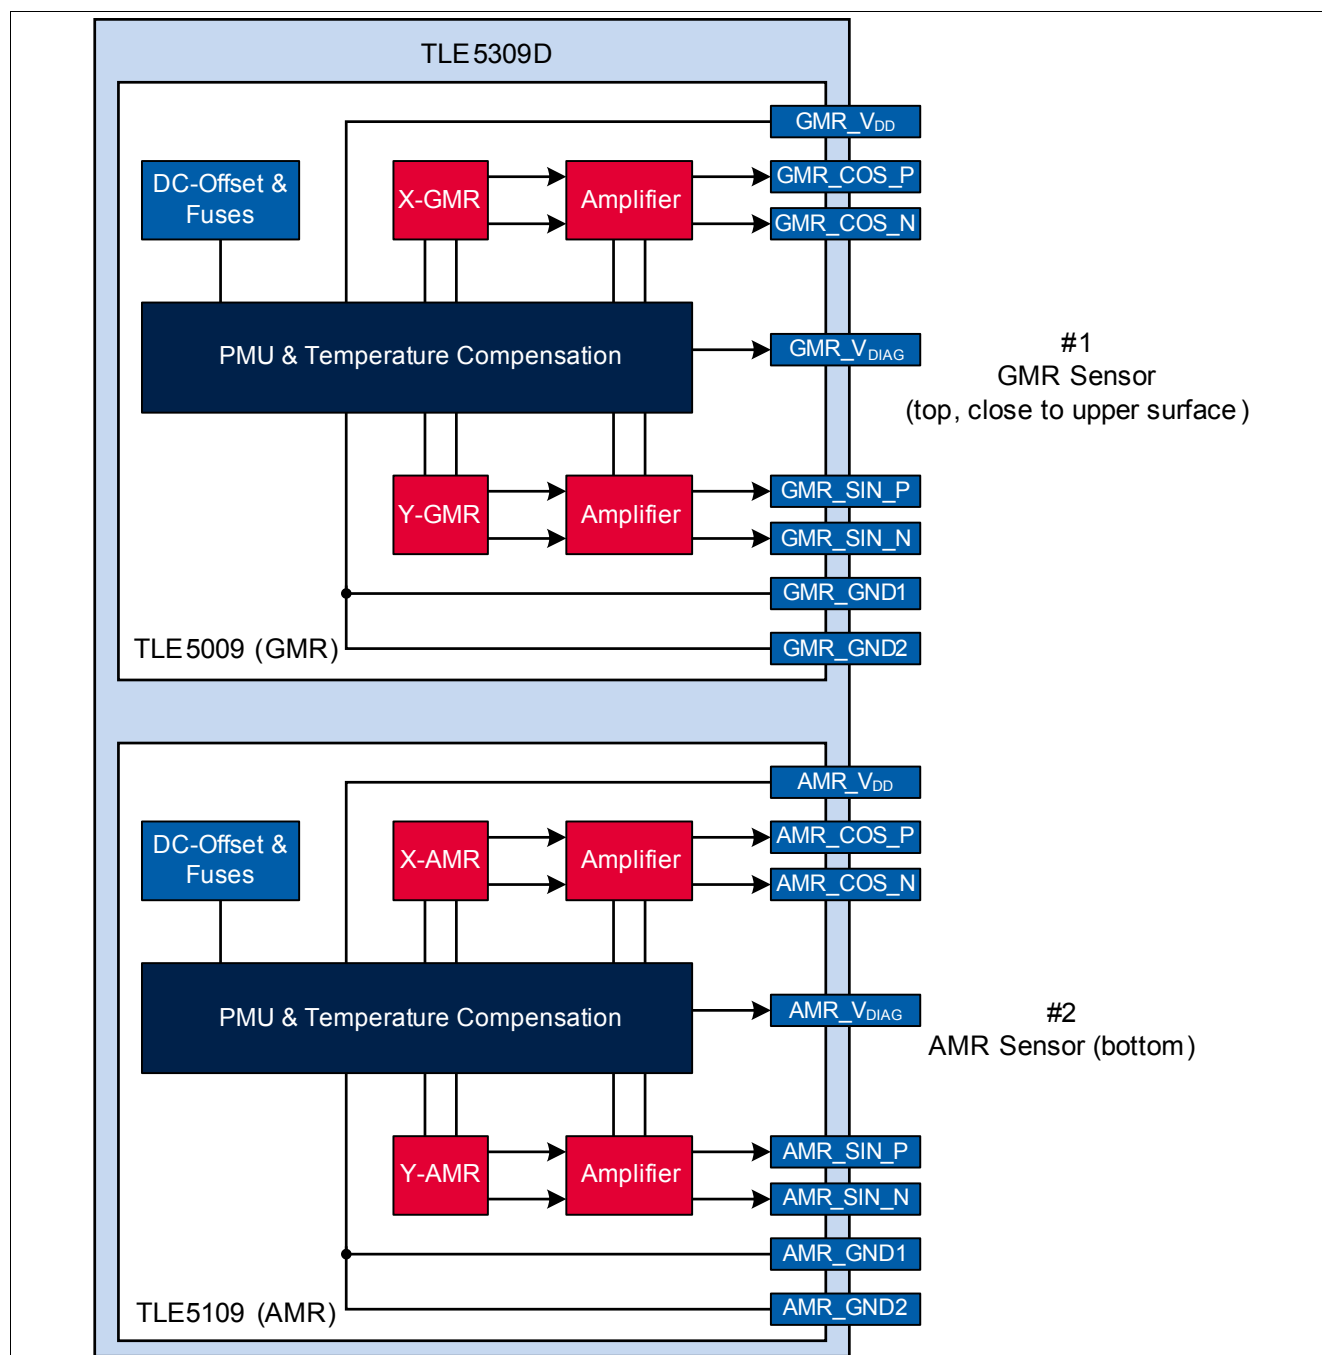 TLE5309D
GMR_VDD
DC-Offset &
Fuses
X-GMR
Amplifier
GMR_COS_P
GMR_COS_N
PMU & Temperature Compensation
GMR_VDIAG
#1
GMR Sensor
(top, close to upper surface)
Y-GMR
Amplifier
GMR_SIN_P
GMR_SIN_N
GMR_GND1
GMR_GND2
TLE5009 (GMR)
AMR_VDD
DC-Offset &
Fuses
X-AMR
Amplifier
AMR_COS_P
AMR_COS_N
PMU & Temperature Compensation
AMR_VDIAG
#2
AMR Sensor (bottom)
Y-AMR
Amplifier
AMR_SIN_P
AMR_SIN_N
AMR_GND1
AMR_GND2
TLE5109 (AMR)